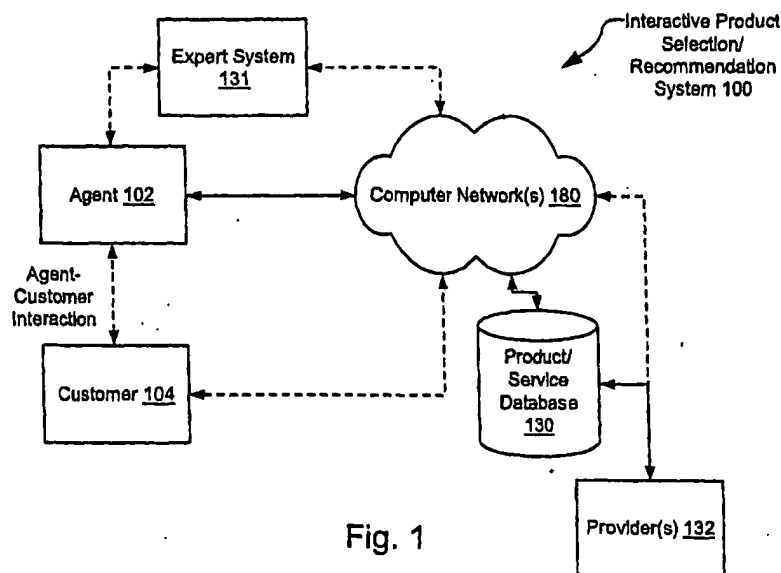 Interactive Product
Selection/
Recommendation
System 100
Expert System
131
Agent 102
Computer Network(s) 180
Agent-
Customer
Interaction
Customer 104
Product/
Service
Database
130
Provider(s) 132
Fig. 1